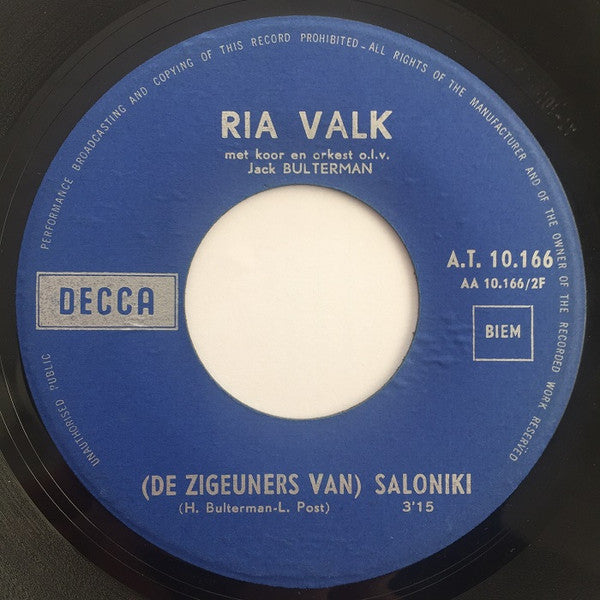 UNAUTHORISED PUBLIC PERFORMANCE BROADCASTING AND COPYING OF THIS RECORD PROHIBITED_ALL RIGHTS OF THE MANUFACTURER AND OF THE OWNER OF THE RECORDED WORK RESERVED
RIA VALK
met koor en orkest o.l.v.
Jack BULTERMAN
A.T. 10.166
AA 10.166/2F
DECCA
BIEM
(DE ZIGEUNERS VAN) SALONIKI
(H. Bulterman-L. Post) 3'15